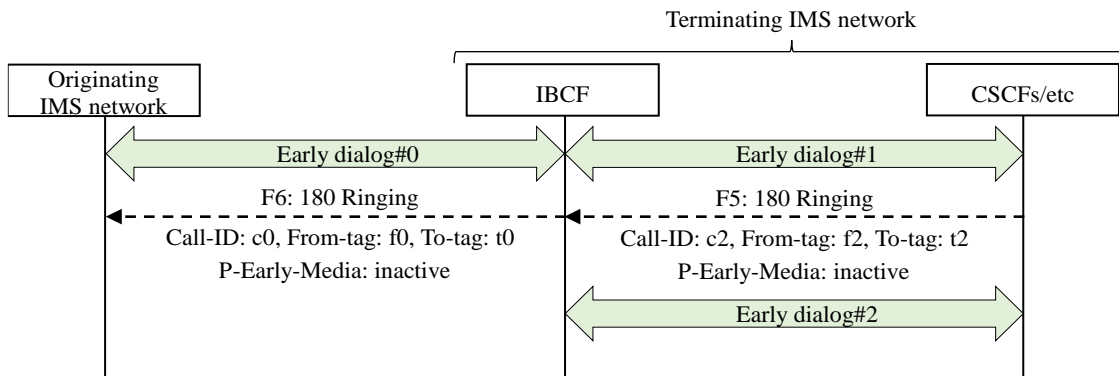 Terminating IMS network
Originating
IMS network
IBCF
CSCFs/etc
Early dialog#0
Early dialog#1
F6: 180 Ringing
F5: 180 Ringing
Call-ID: c0, From-tag: f0, To-tag: t0
Call-ID: c2, From-tag: f2, To-tag: t2
P-Early-Media: inactive
P-Early-Media: inactive
Early dialog#2